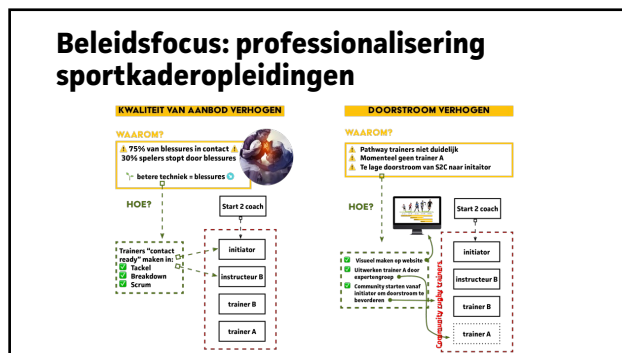 Beleidsfocus: professionalisering
sportkaderopleidingen
KWALITEIT VAN AANBOD VERHOGEN
WAAROM?
⚠️ 75% van blessures in contact ⚠️
30% spelers stopt door blessures
betere techniek = blessures
HOE?
Start 2 coach
Trainers "contact
ready" maken in:
✅ Tackel
✅ Breakdown
✅ Scrum
initiator
instructeur B
trainer B
trainer A
DOORSTROOM VERHOGEN
WAAROM?
⚠️ Pathway trainers niet duidelijk
⚠️ Momenteel geen trainer A
⚠️ Te lage doorstroom van S2C naar initaitor
HOE?
Start 2 coach
✅ Visueel maken op website
✅ Uitwerken trainer A door
expertengroep
✅ Community starten vanaf
initiator om doorstroom te
bevorderen
Community rugby trainers
initiator
instructeur B
trainer B
trainer A